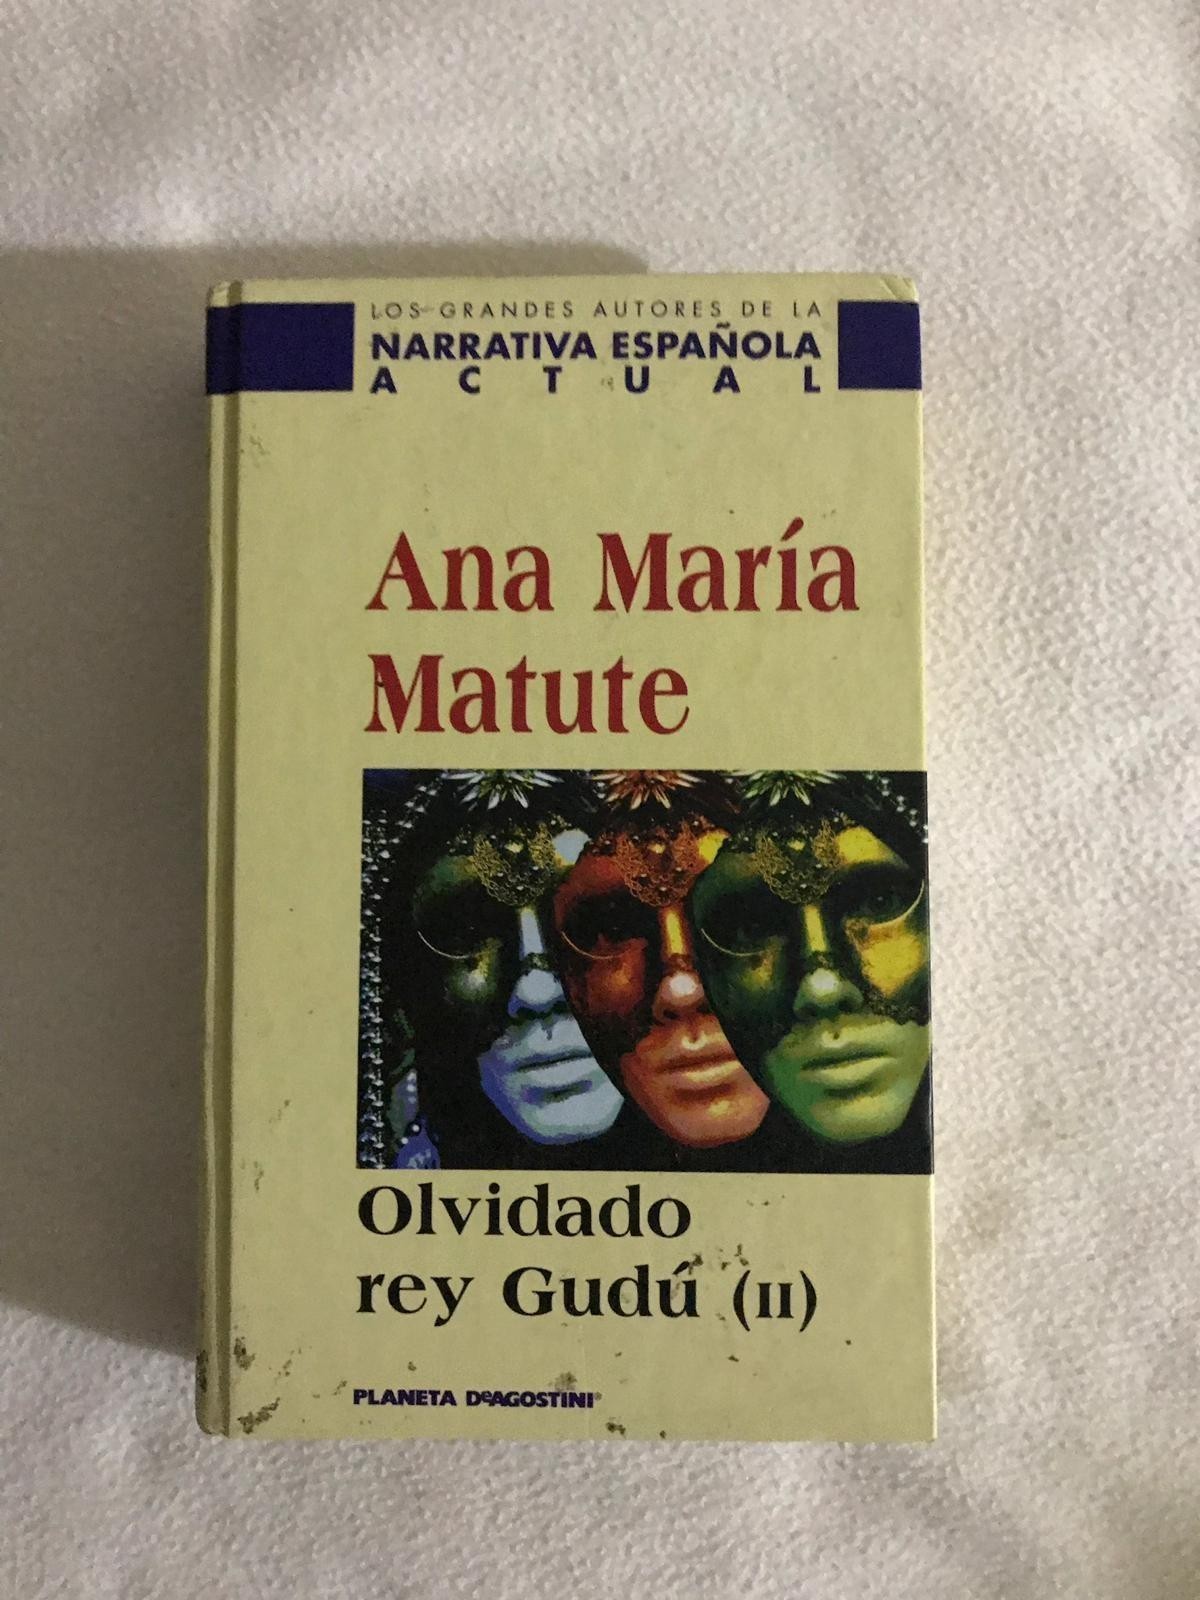 LOS GRANDES AUTORES DE LA
NARRATIVA ESPAÑOLA
ACTUAL
Ana María
Matute
Olvidado
rey Gudú (II)
PLANETA DeAGOSTINI®